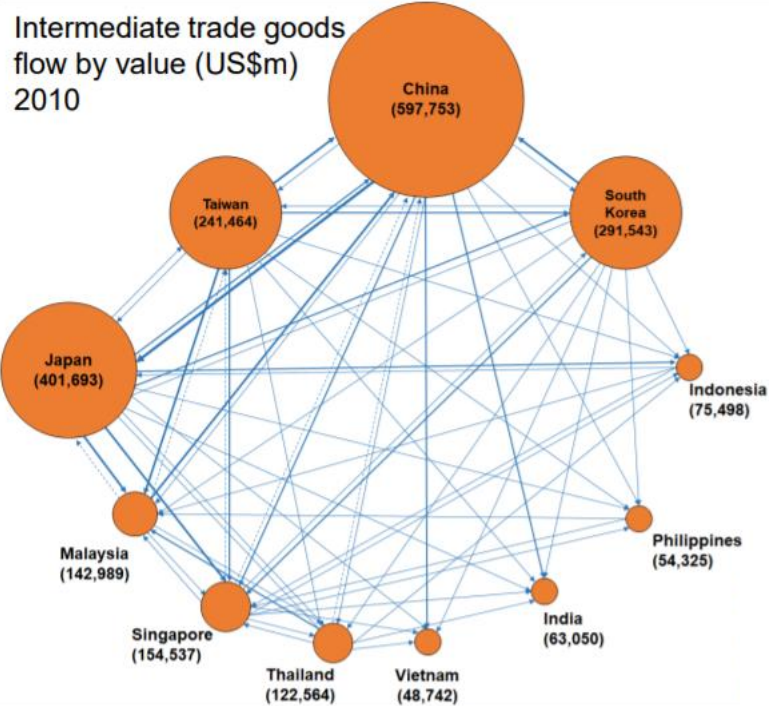 Intermediate trade goods
flow by value (US$m)
2010
China
(597,753)
Taiwan
(241,464)
South
Korea
(291,543)
Japan
(401,693)
Indonesia
(75,498)
Malaysia
(142,989)
Philippines
(54,325)
Singapore
(154,537)
India
(63,050)
Thailand
(122,564)
Vietnam
(48,742)